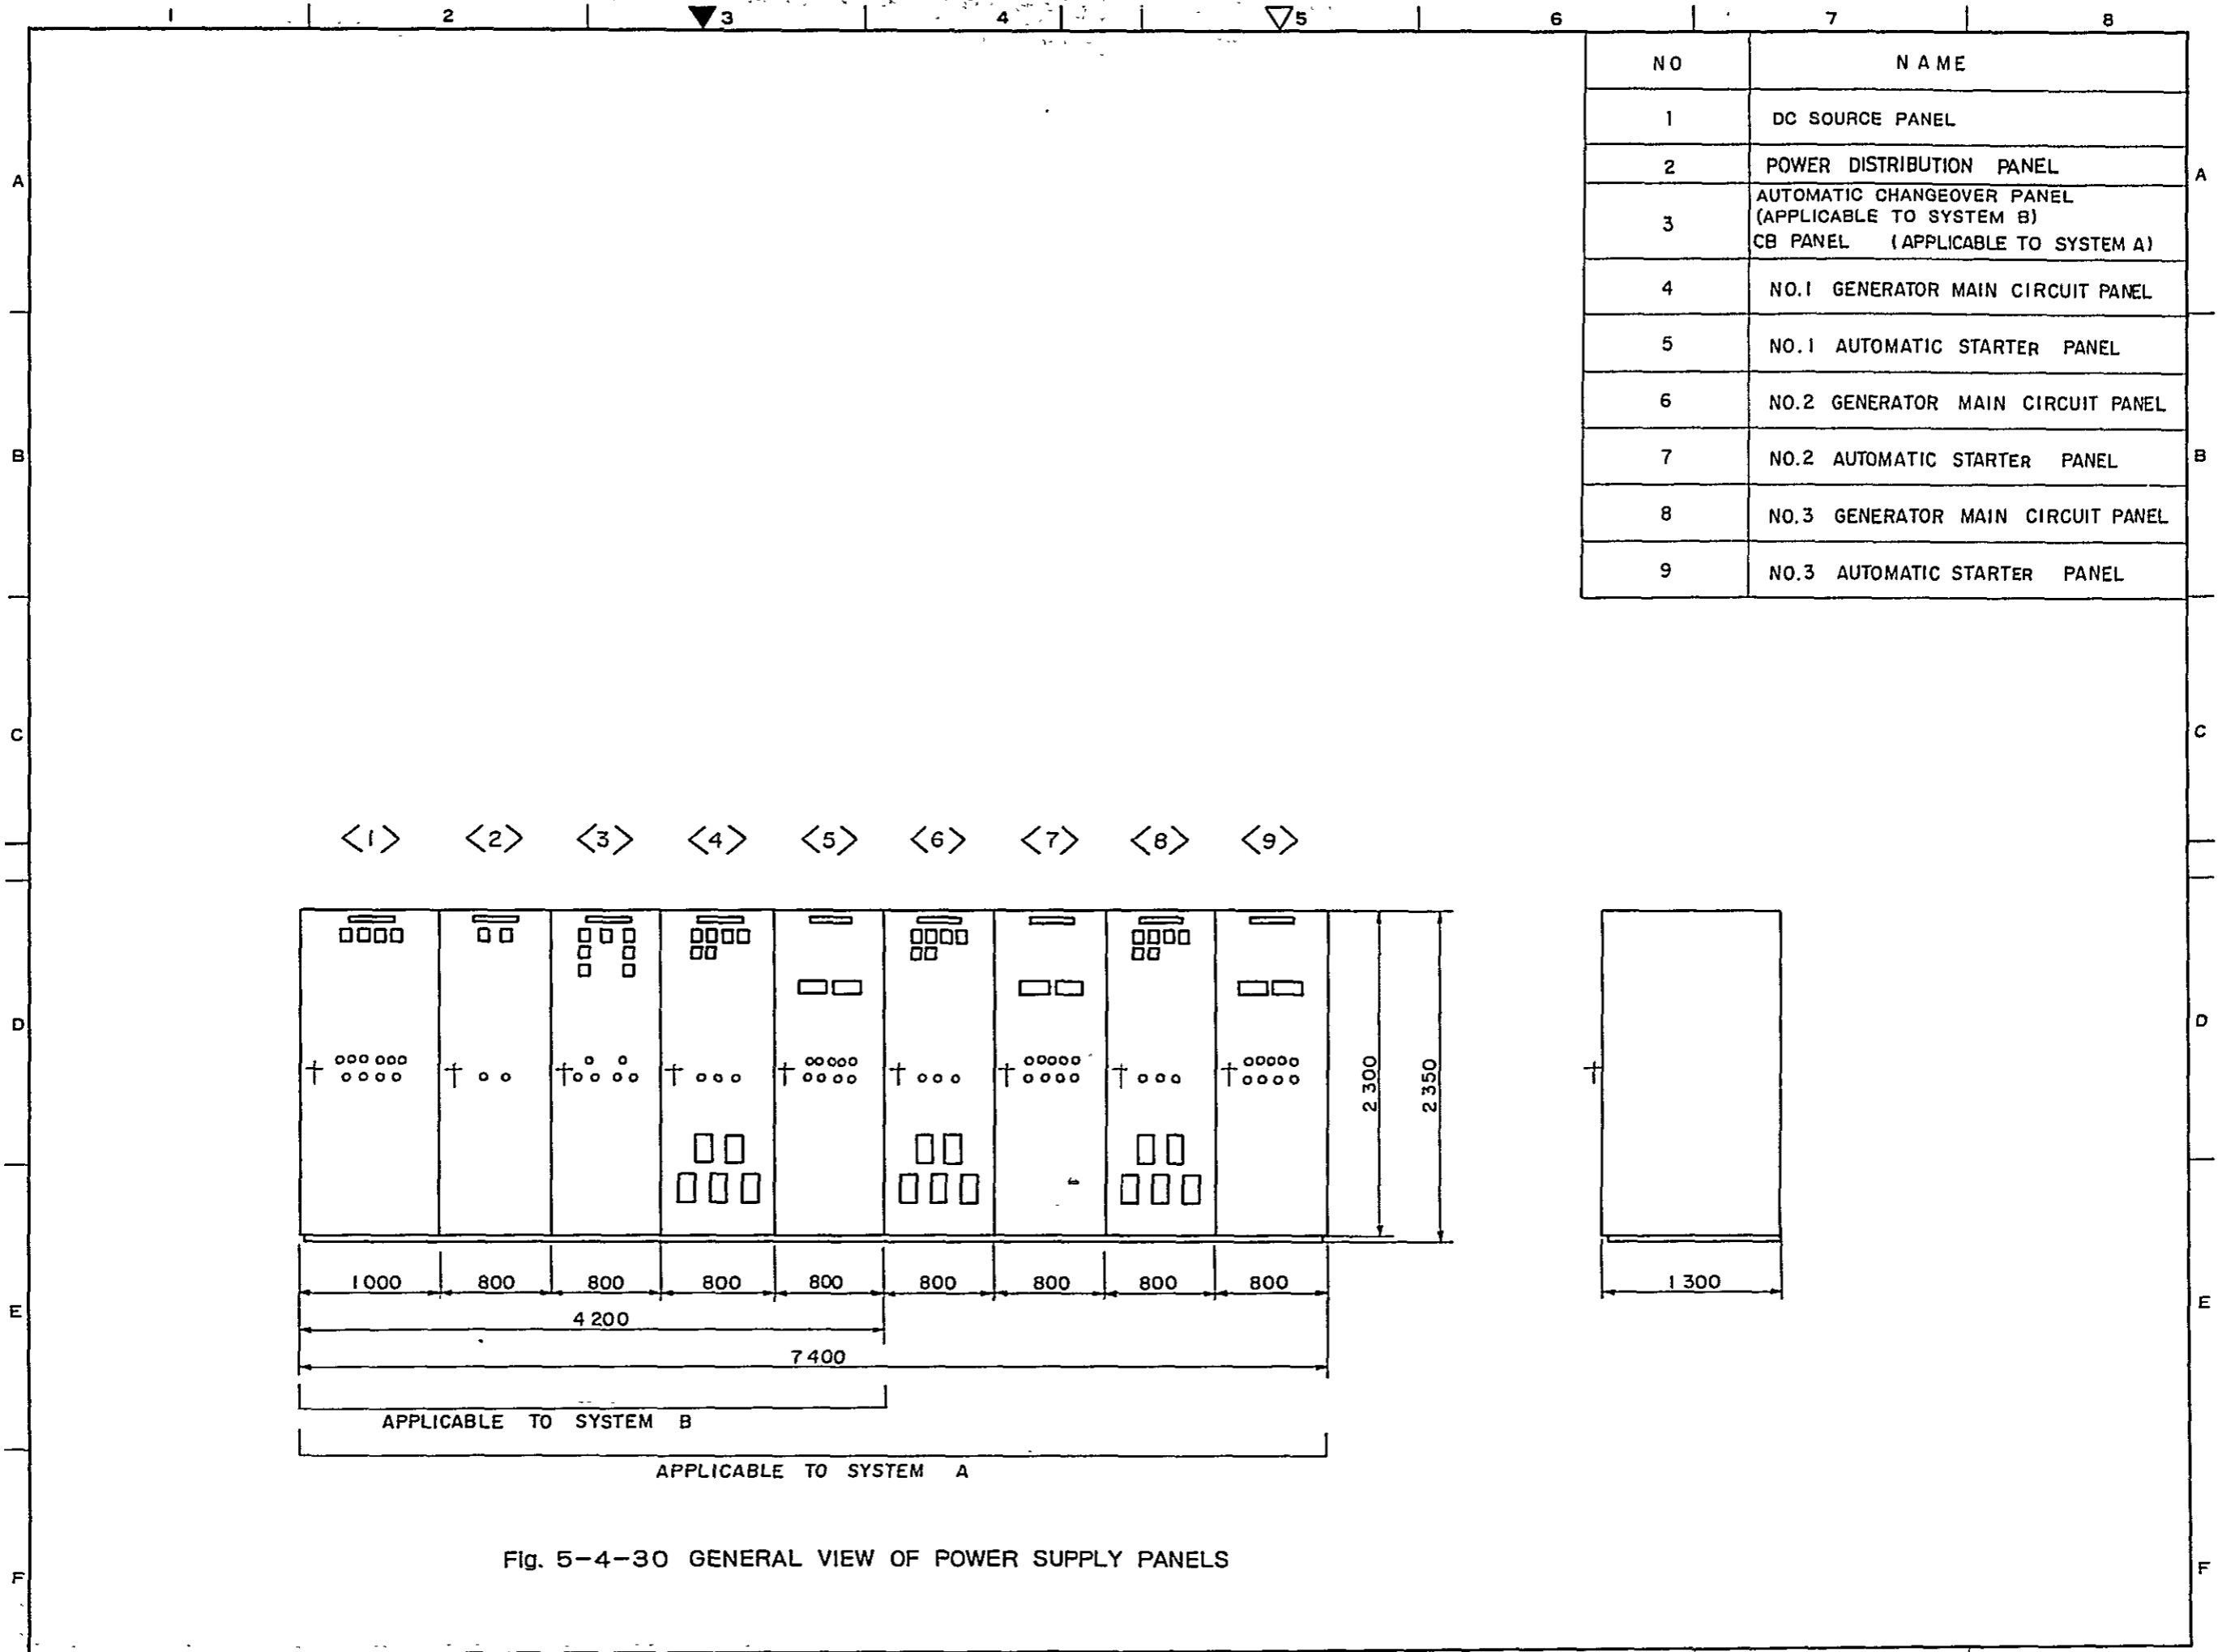 1 2 3 4 5 6 7 8
NO NAME
1 DC SOURCE PANEL
2 POWER DISTRIBUTION PANEL
3 AUTOMATIC CHANGEOVER PANEL
(APPLICABLE TO SYSTEM B)
CB PANEL (APPLICABLE TO SYSTEM A)
4 NO.1 GENERATOR MAIN CIRCUIT PANEL
5 NO.1 AUTOMATIC STARTER PANEL
6 NO.2 GENERATOR MAIN CIRCUIT PANEL
7 NO.2 AUTOMATIC STARTER PANEL
8 NO.3 GENERATOR MAIN CIRCUIT PANEL
9 NO.3 AUTOMATIC STARTER PANEL
A A
B B
C C
<1> <2> <3> <4> <5> <6> <7> <8> <9>
D D
2300 2350
1000 800 800 800 800 800 800 800 800 1300
E E
4200
7400
APPLICABLE TO SYSTEM B
APPLICABLE TO SYSTEM A
Fig. 5-4-30 GENERAL VIEW OF POWER SUPPLY PANELS
F F